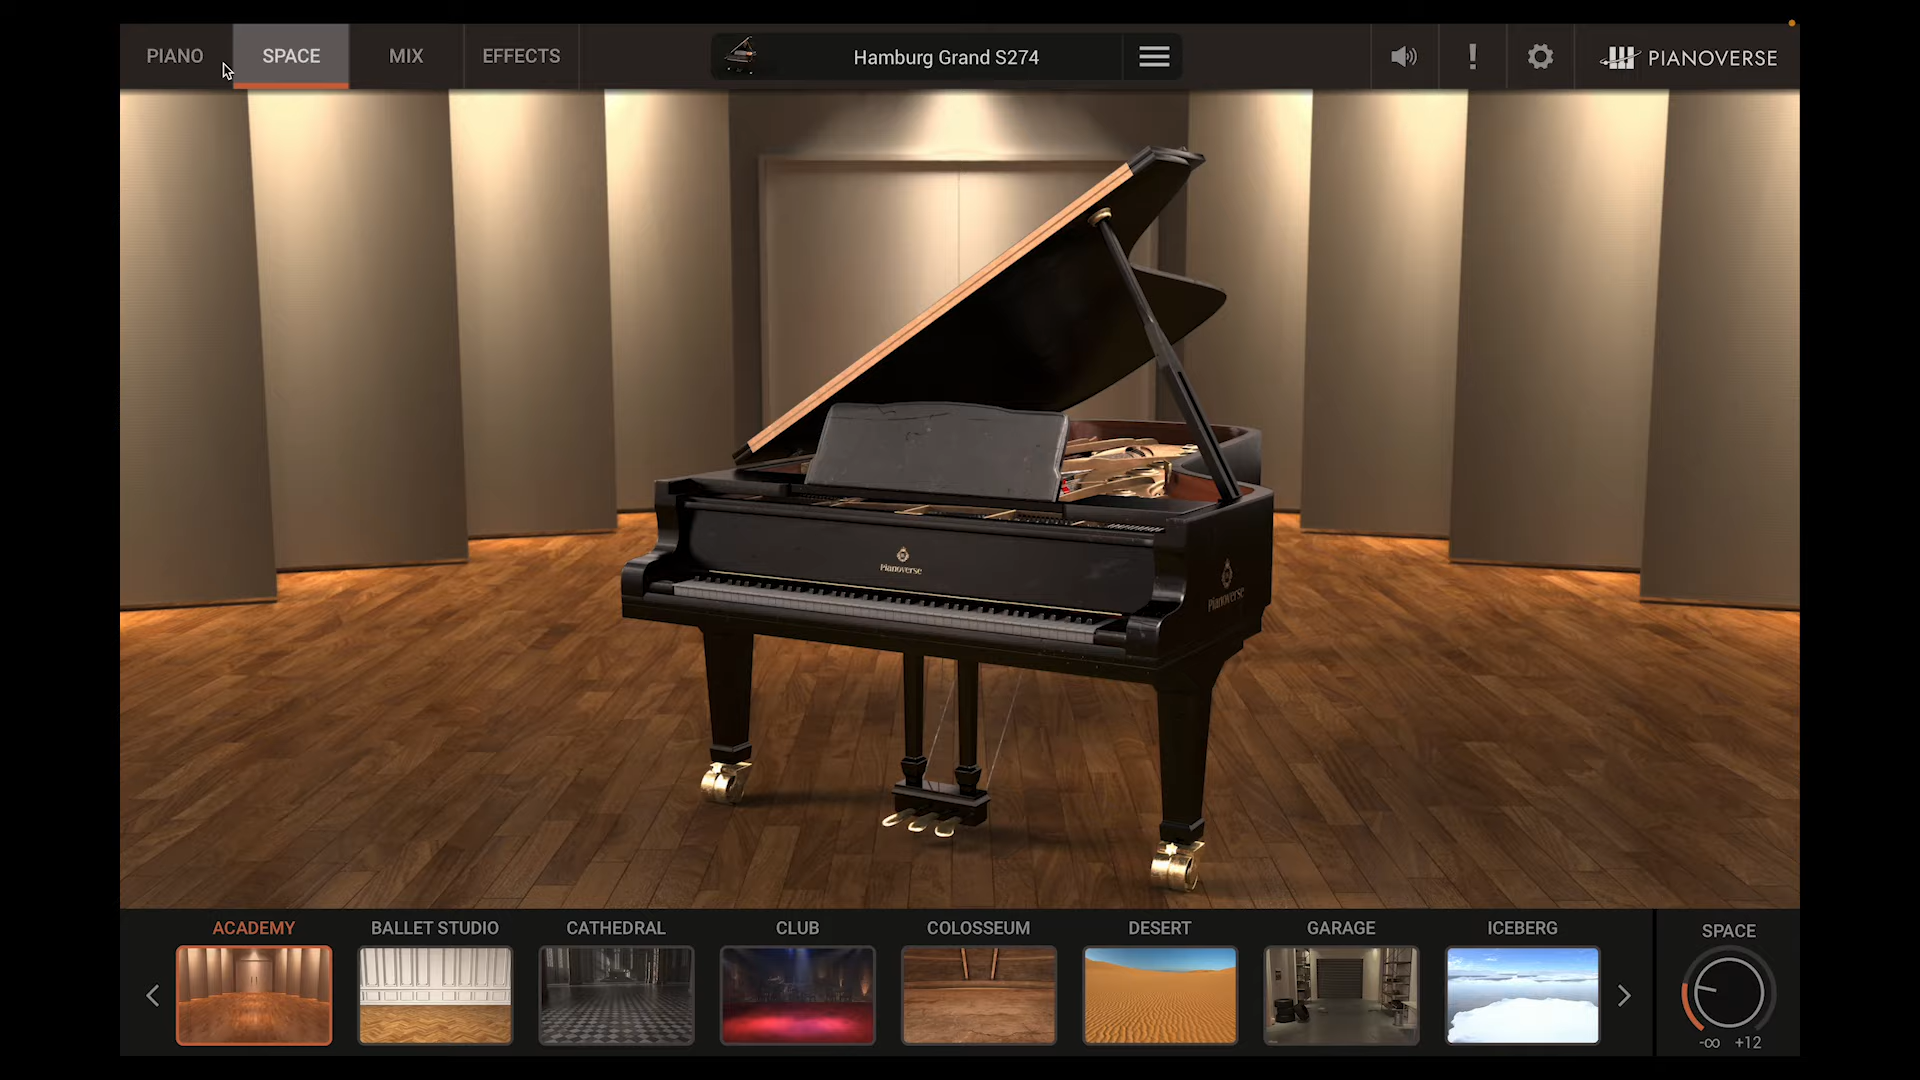 PIANO
SPACE
MIX
EFFECTS
Hamburg Grand S274
PIANOVERSE
Pianoverse
Pianoverse
ACADEMY
BALLET STUDIO
CATHEDRAL
CLUB
COLOSSEUM
DESERT
GARAGE
ICEBERG
SPACE
-∞ +12